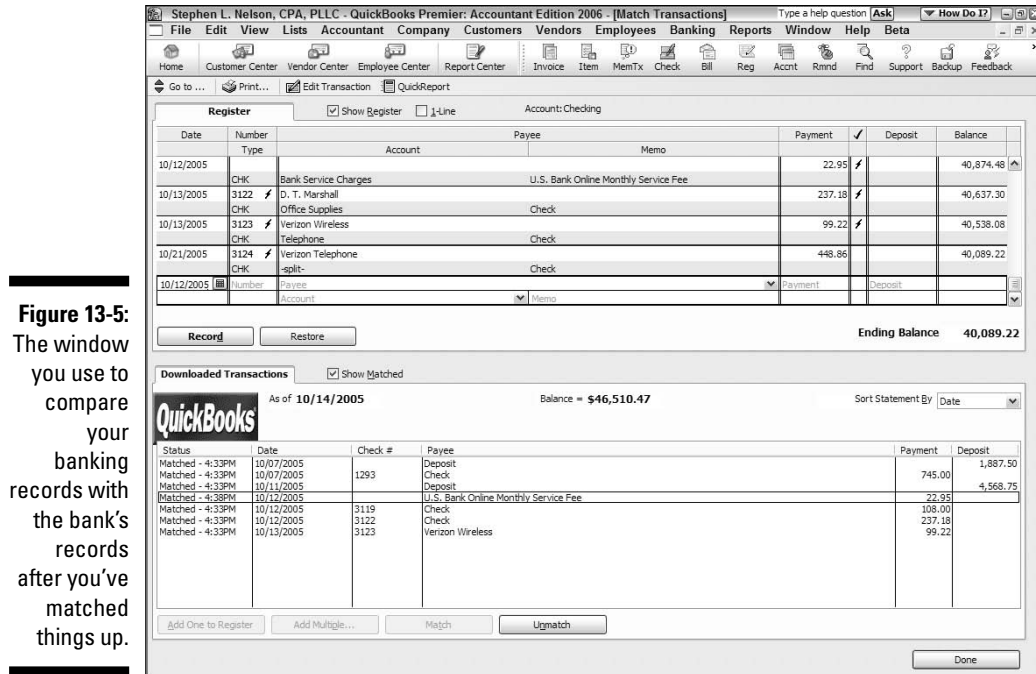 Stephen L. Nelson, CPA, PLLC - QuickBooks Premier: Accountant Edition 2006 - [Match Transactions] Type a help question Ask How Do I?
File Edit View Lists Accountant Company Customers Vendors Employees Banking Reports Window Help Beta
Home Customer Center Vendor Center Employee Center Report Center Invoice Item MemTx Check Bill Reg Accnt Rmnd Find Support Backup Feedback
Go to ... Print... Edit Transaction QuickReport
Register Show Register 1-Line Account: Checking
Date Number Payee Payment ✓ Deposit Balance
Type Account Memo
10/12/2005 22.95 40,874.48
CHK Bank Service Charges U.S. Bank Online Monthly Service Fee
10/13/2005 3122 D. T. Marshall 237.18 40,637.30
CHK Office Supplies Check
10/13/2005 3123 Verizon Wireless 99.22 40,538.08
CHK Telephone Check
10/21/2005 3124 Verizon Telephone 448.86 40,089.22
CHK -split- Check
10/12/2005 Number Payee Payment Deposit
Account Memo
Record Restore Ending Balance 40,089.22
Downloaded Transactions Show Matched
QuickBooks As of 10/14/2005 Balance = $46,510.47 Sort Statement By Date
Status Date Check # Payee Payment Deposit
Matched - 4:33PM 10/07/2005 Deposit 1,887.50
Matched - 4:33PM 10/07/2005 1293 Check 745.00
Matched - 4:33PM 10/11/2005 Deposit 4,568.75
Matched - 4:38PM 10/12/2005 U.S. Bank Online Monthly Service Fee 22.95
Matched - 4:33PM 10/12/2005 3119 Check 108.00
Matched - 4:33PM 10/12/2005 3122 Check 237.18
Matched - 4:33PM 10/13/2005 3123 Verizon Wireless 99.22
Add One to Register Add Multiple... Match Unmatch
Done
Figure 13-5:
The window
you use to
compare
your
banking
records with
the bank's
records
after you've
matched
things up.